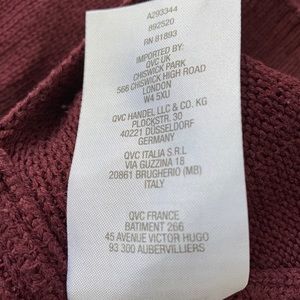 A293344
892520
RN 81893
IMPORTED BY:
QVC UK
CHISWICK PARK
566 CHISWICK HIGH ROAD
LONDON
W4 5XU
QVC HANDEL LLC & CO. KG
PLOCKSTR. 30
40221 DÜSSELDORF
GERMANY
QVC ITALIA S.R.L
VIA GUZZINA 18
20861 BRUGHERIO (MB)
ITALY
QVC FRANCE
BATIMENT 266
45 AVENUE VICTOR HUGO
93 300 AUBERVILLIERS